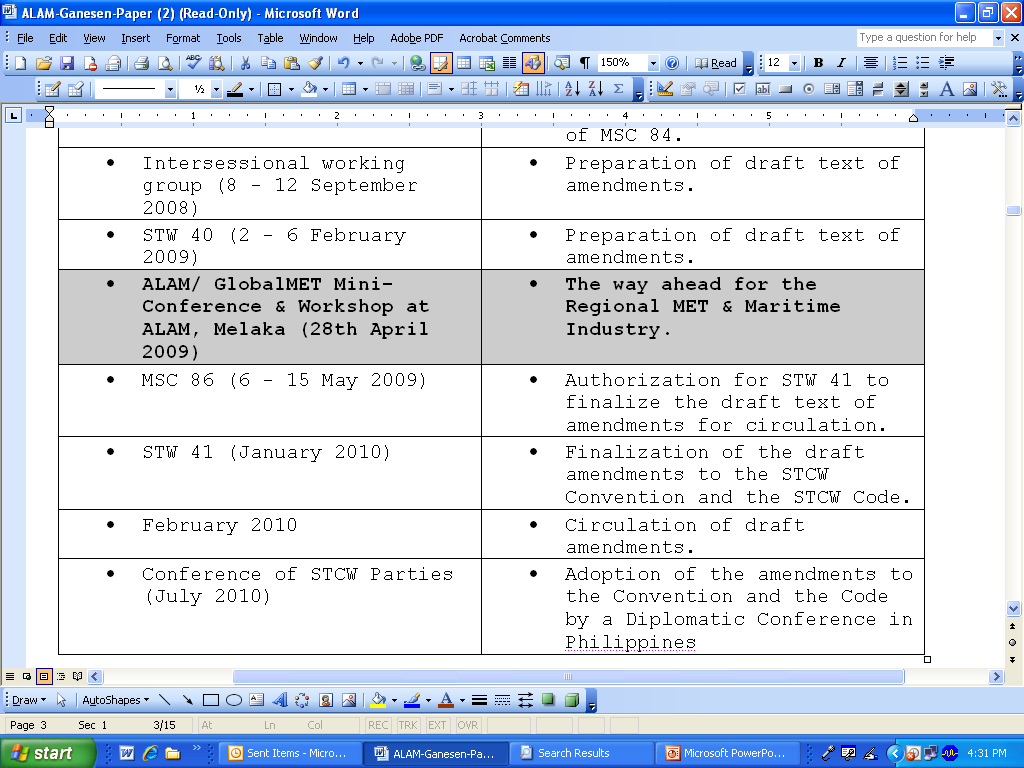 ALAM-Ganesen-Paper (2) (Read-Only) - Microsoft Word
File Edit View Insert Format Tools Table Window Help Adobe PDF Acrobat Comments
Type a question for help
150% Read 12 B I
½
1 2 3 4 5
of MSC 84.
• Intersessional working
group (8 - 12 September
2008)
• Preparation of draft text of
amendments.
• STW 40 (2 - 6 February
2009)
• Preparation of draft text of
amendments.
• ALAM/ GlobalMET Mini-
Conference & Workshop at
ALAM, Melaka (28th April
2009)
• The way ahead for the
Regional MET & Maritime
Industry.
• MSC 86 (6 - 15 May 2009)
• Authorization for STW 41 to
finalize the draft text of
amendments for circulation.
• STW 41 (January 2010)
• Finalization of the draft
amendments to the STCW
Convention and the STCW Code.
• February 2010
• Circulation of draft
amendments.
• Conference of STCW Parties
(July 2010)
• Adoption of the amendments to
the Convention and the Code
by a Diplomatic Conference in
Philippines
Draw AutoShapes
Page 3 Sec 1 3/15 At Ln Col REC TRK EXT OVR
start Sent Items - Micro... ALAM-Ganesen-Pa... Search Results Microsoft PowerPo... 4:31 PM